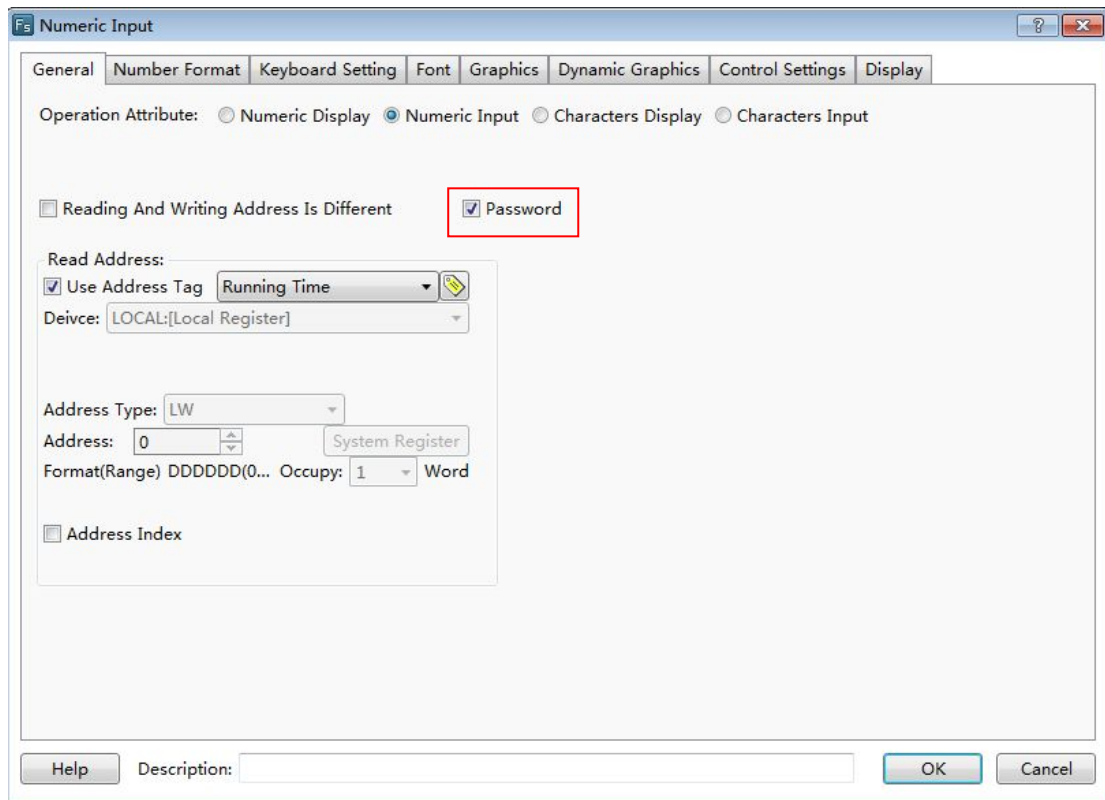 Fs Numeric Input
General Number Format Keyboard Setting Font Graphics Dynamic Graphics Control Settings Display
Operation Attribute: Numeric Display Numeric Input Characters Display Characters Input
Reading And Writing Address Is Different Password
Read Address:
Use Address Tag Running Time
Deivce: LOCAL:[Local Register]
Address Type: LW
Address: 0 System Register
Format(Range) DDDDDD(0... Occupy: 1 Word
Address Index
Help Description: OK Cancel